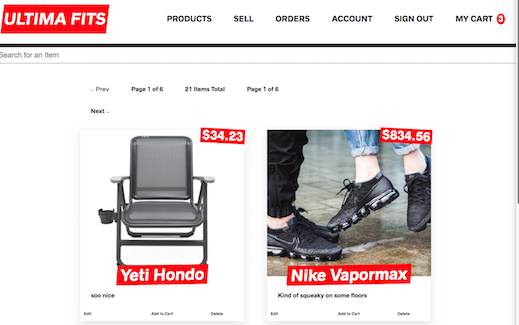 ULTIMA FITS
PRODUCTS SELL ORDERS ACCOUNT SIGN OUT MY CART 3
Search for an Item
← Prev Page 1 of 6 21 Items Total Page 1 of 6
Next →
$34.23
Yeti Hondo
soo nice
Edit Add to Cart Delete
$834.56
Nike Vapormax
Kind of squeaky on some floors
Edit Add to Cart Delete